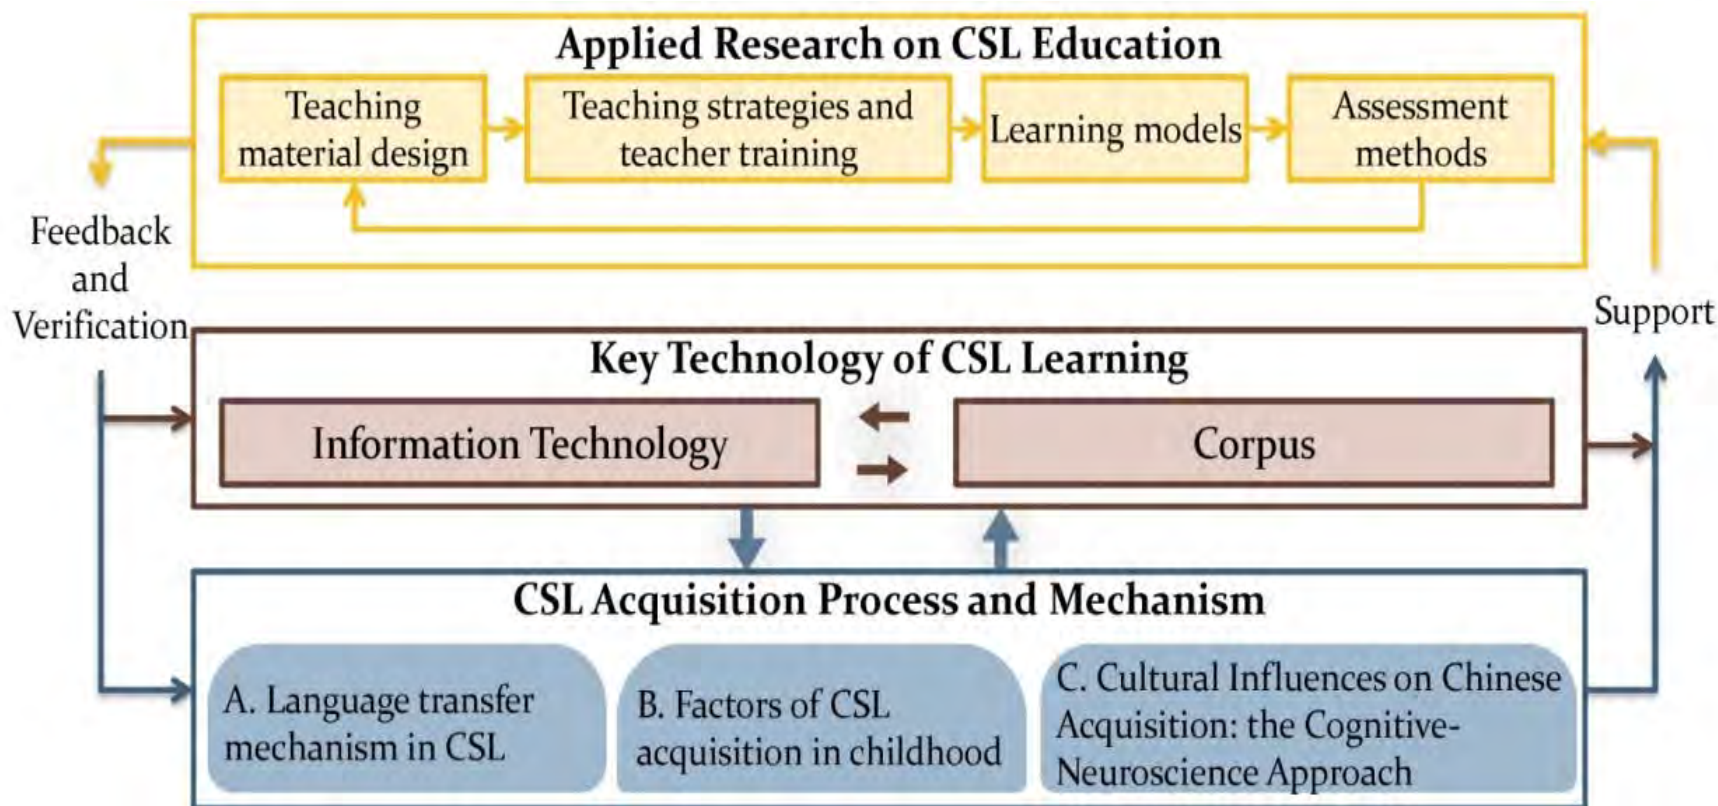 Applied Research on CSL Education
Teaching
material design
Teaching strategies and
teacher training
Learning models
Assessment
methods
Feedback
and
Verification
Support
Key Technology of CSL Learning
Information Technology
Corpus
CSL Acquisition Process and Mechanism
A. Language transfer
mechanism in CSL
B. Factors of CSL
acquisition in childhood
C. Cultural Influences on Chinese
Acquisition: the Cognitive-
Neuroscience Approach